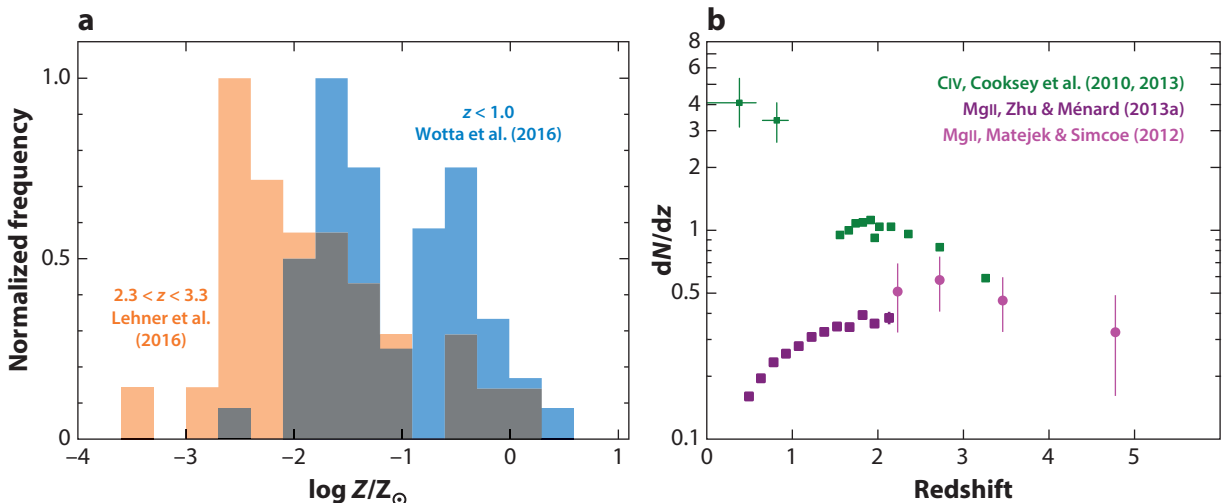 a
1.0
0.5
0
Normalized frequency
z < 1.0
Wotta et al. (2016)
2.3 < z < 3.3
Lehner et al.
(2016)
–4
–3
–2
–1
0
1
log Z/Z⊙
b
8
6
4
3
2
1
0.5
0.1
dN/dz
CIV, Cooksey et al. (2010, 2013)
MgII, Zhu & Ménard (2013a)
MgII, Matejek & Simcoe (2012)
0
1
2
3
4
5
Redshift